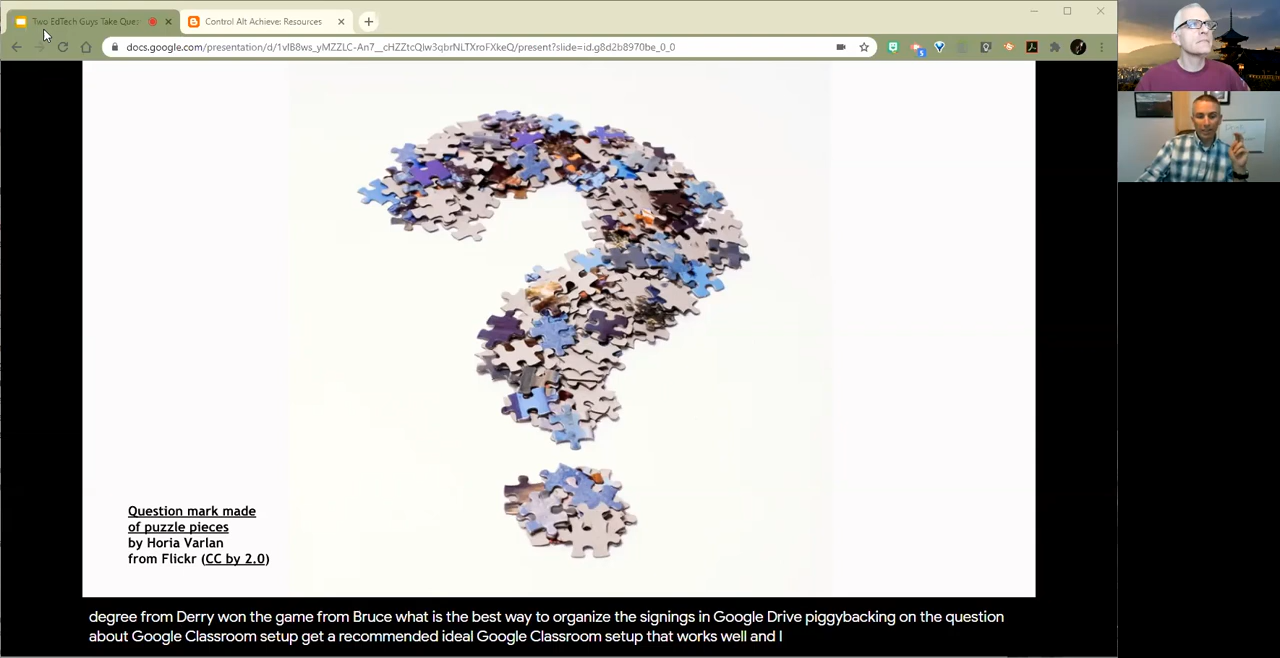 Two EdTech Guys Take Que
Control Alt Achieve: Resources
docs.google.com/presentation/d/1vlB8ws_yMZZLC-An7__cHZZtcQlw3qbrNLTXroFXkeQ/present?slide=id.g8d2b8970be_0_0
5
Question mark made
of puzzle pieces
by Horia Varlan
from Flickr (CC by 2.0)
degree from Derry won the game from Bruce what is the best way to organize the signings in Google Drive piggybacking on the question
about Google Classroom setup get a recommended ideal Google Classroom setup that works well and I